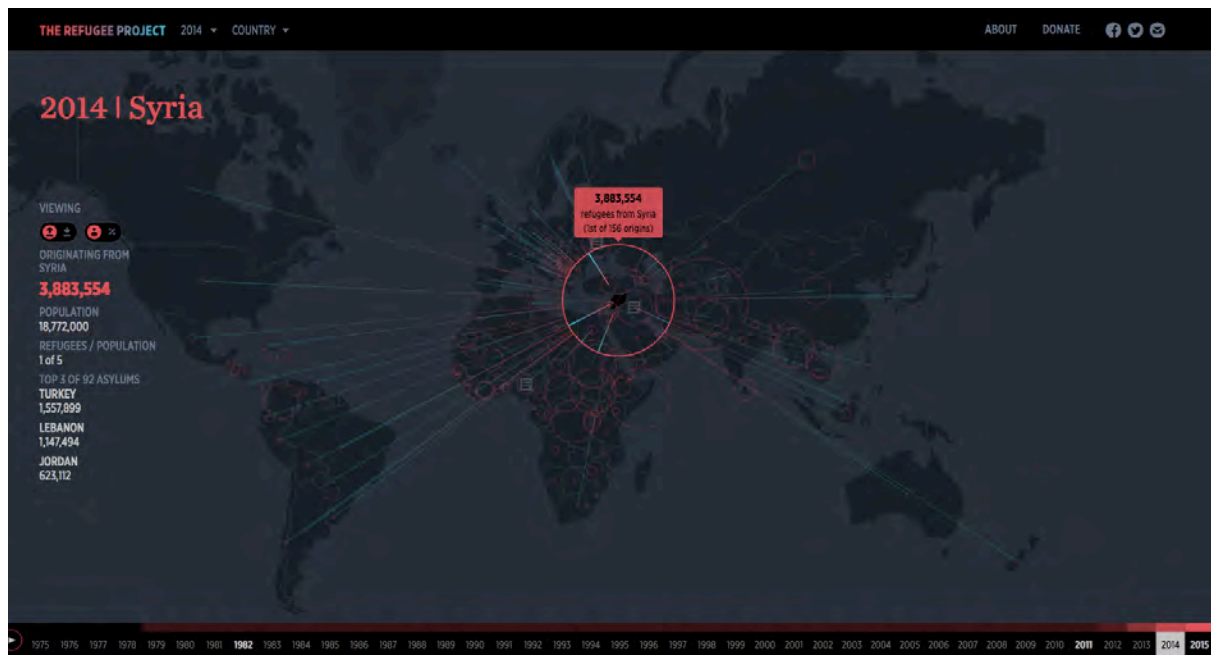 THE REFUGEE PROJECT 2014 COUNTRY ABOUT DONATE
2014 | Syria
3,883,554
refugees from Syria
(1st of 156 origins)
VIEWING
ORIGINATING FROM
SYRIA
3,883,554
POPULATION
18,772,000
REFUGEES / POPULATION
1 of 5
TOP 3 OF 92 ASYLUMS
TURKEY
1,557,899
LEBANON
1,147,494
JORDAN
623,112
1975 1976 1977 1978 1979 1980 1981 1982 1983 1984 1985 1986 1987 1988 1989 1990 1991 1992 1993 1994 1995 1996 1997 1998 1999 2000 2001 2002 2003 2004 2005 2006 2007 2008 2009 2010 2011 2012 2013 2014 2015